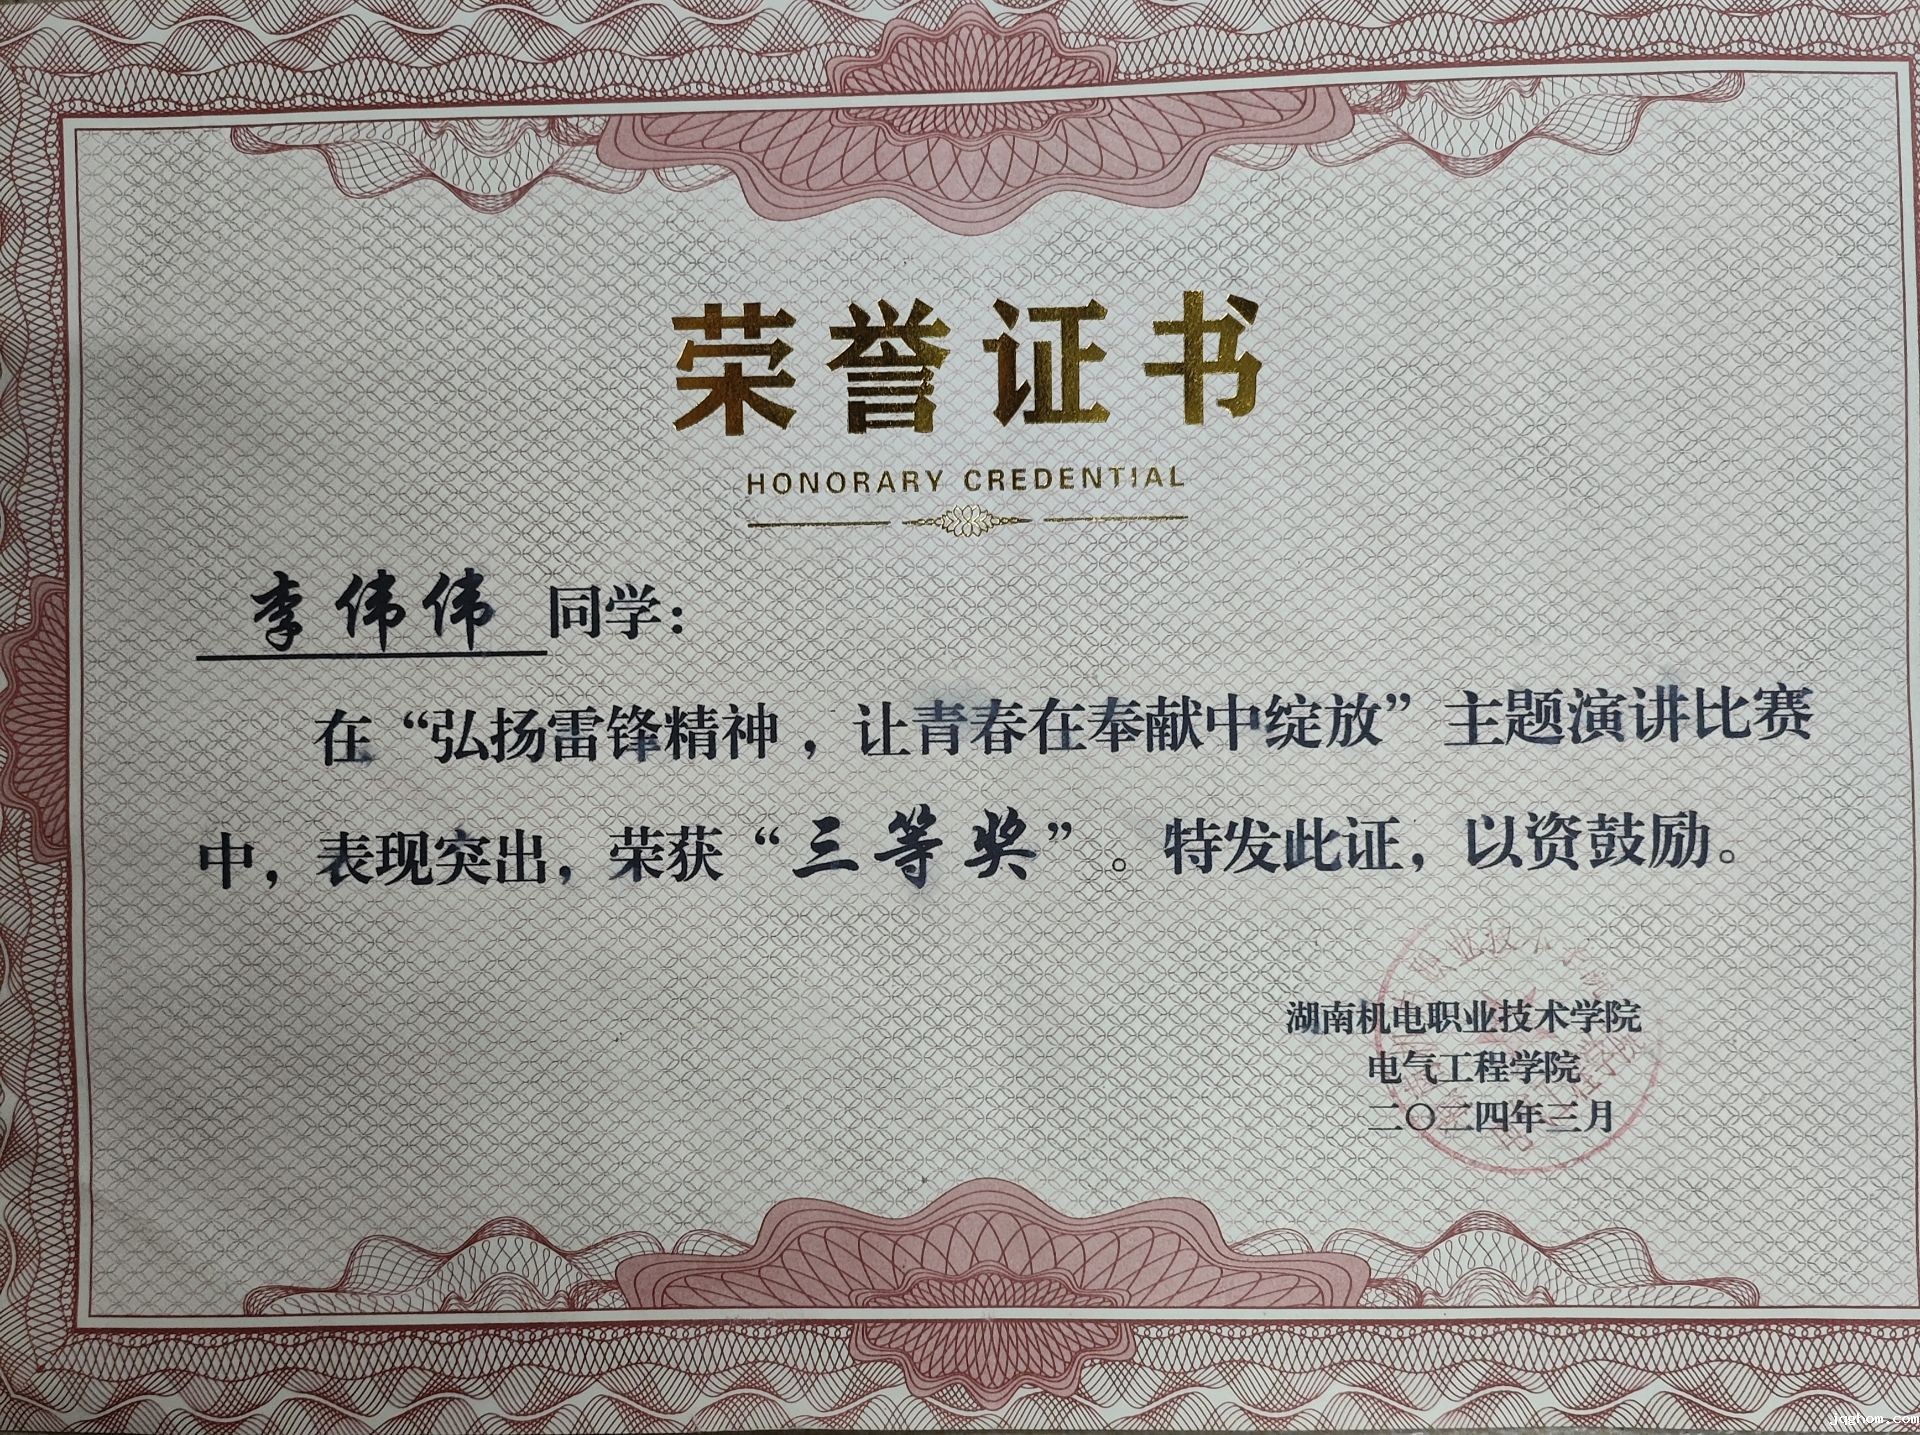 荣誉证书
HONORARY CREDENTIAL
李伟伟 同学：
在“弘扬雷锋精神，让青春在奉献中绽放”主题演讲比赛
中，表现突出，荣获“三等奖”。特发此证，以资鼓励。
湖南机电职业技术学院
电气工程学院
二〇二四年三月
jqghom.com